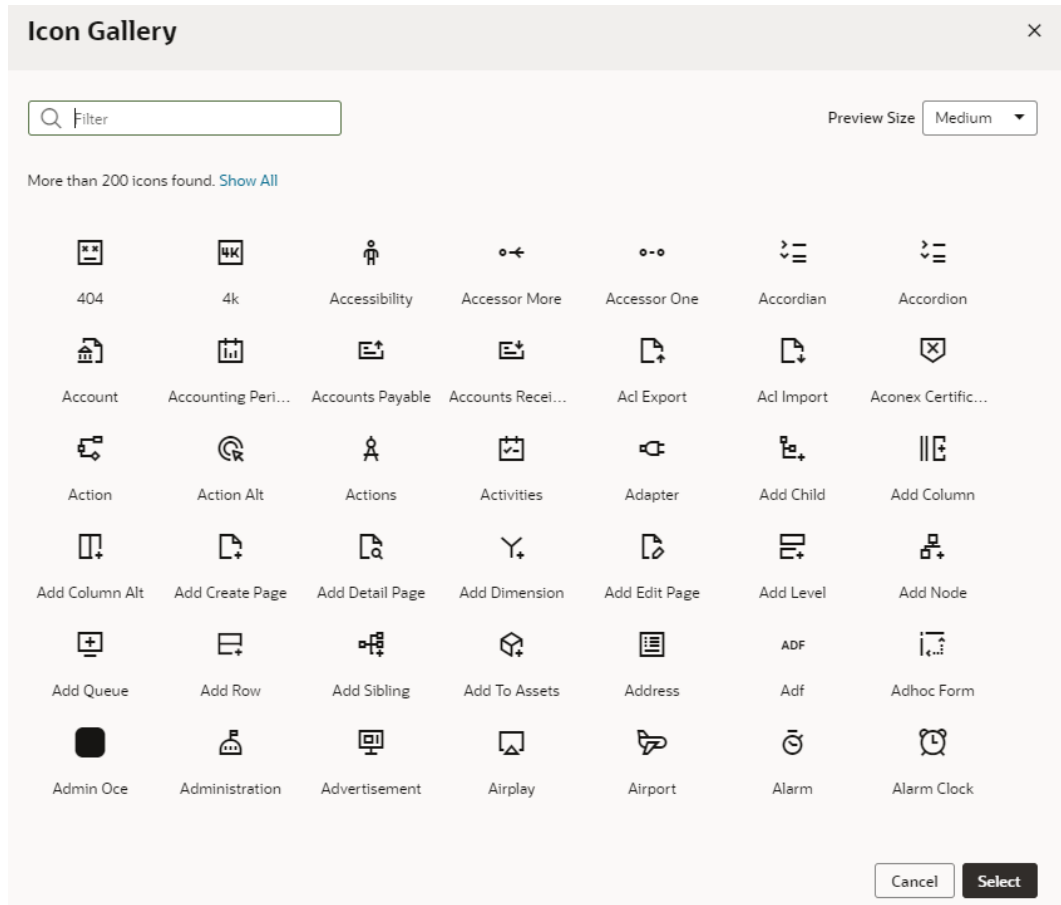 Icon Gallery
Filter
Preview Size Medium
More than 200 icons found. Show All
4K
404 4k Accessibility Accessor More Accessor One Accordian Accordion
Account Accounting Peri... Accounts Payable Accounts Recei... Acl Export Acl Import Aconex Certific...
Action Action Alt Actions Activities Adapter Add Child Add Column
Add Column Alt Add Create Page Add Detail Page Add Dimension Add Edit Page Add Level Add Node
ADF
Add Queue Add Row Add Sibling Add To Assets Address Adf Adhoc Form
Admin Oce Administration Advertisement Airplay Airport Alarm Alarm Clock
Cancel Select